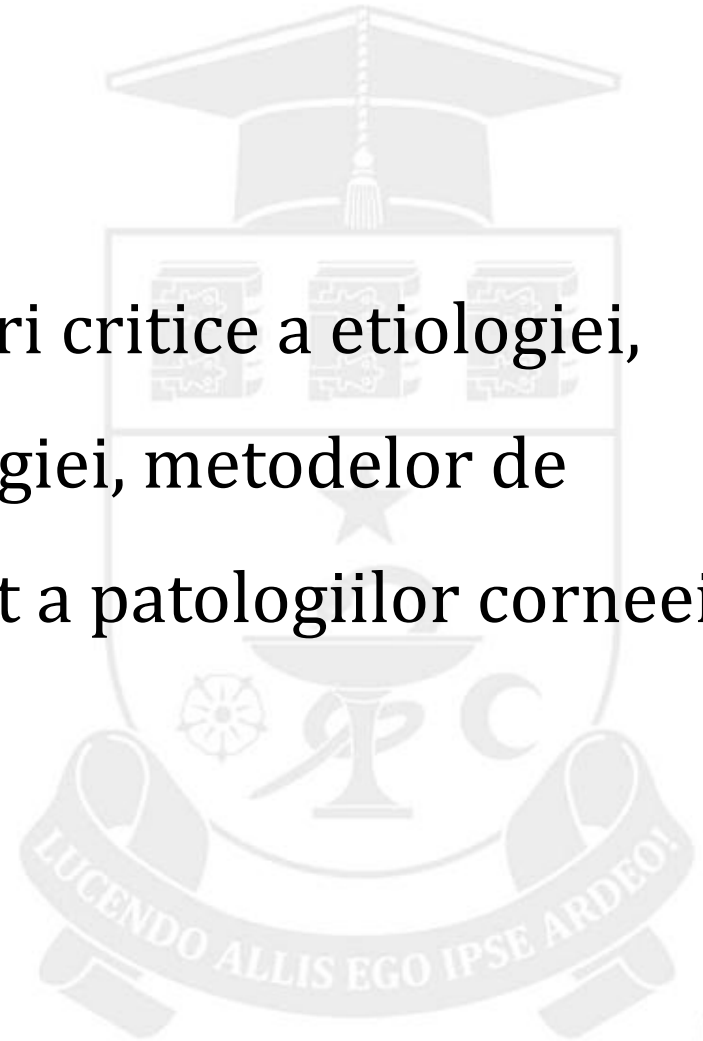 ri critice a etiologiei,
giei, metodelor de
t a patologiilor corneei
LUCENDO ALLIS EGO IPSE ARDEO!